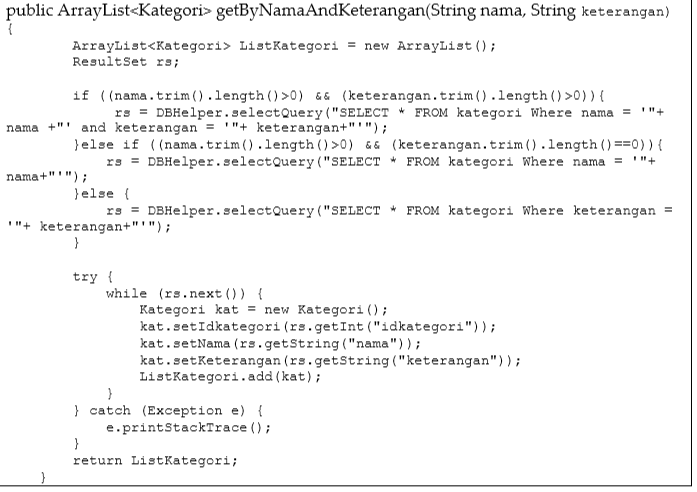 public ArrayList<Kategori> getByNamaAndKeterangan(String nama, String keterangan)
{
ArrayList<Kategori> ListKategori = new ArrayList();
ResultSet rs;
if ((nama.trim().length()>0) && (keterangan.trim().length()>0)){
rs = DBHelper.selectQuery("SELECT * FROM kategori Where nama = '"+
nama +"' and keterangan = '"+ keterangan+"'");
}else if ((nama.trim().length()>0) && (keterangan.trim().length()==0)){
rs = DBHelper.selectQuery("SELECT * FROM kategori Where nama = '"+
nama+"'");
}else {
rs = DBHelper.selectQuery("SELECT * FROM kategori Where keterangan =
'"+ keterangan+"'");
}
try {
while (rs.next()) {
Kategori kat = new Kategori();
kat.setIdkategori(rs.getInt("idkategori"));
kat.setNama(rs.getString("nama"));
kat.setKeterangan(rs.getString("keterangan"));
ListKategori.add(kat);
}
} catch (Exception e) {
e.printStackTrace();
}
return ListKategori;
}